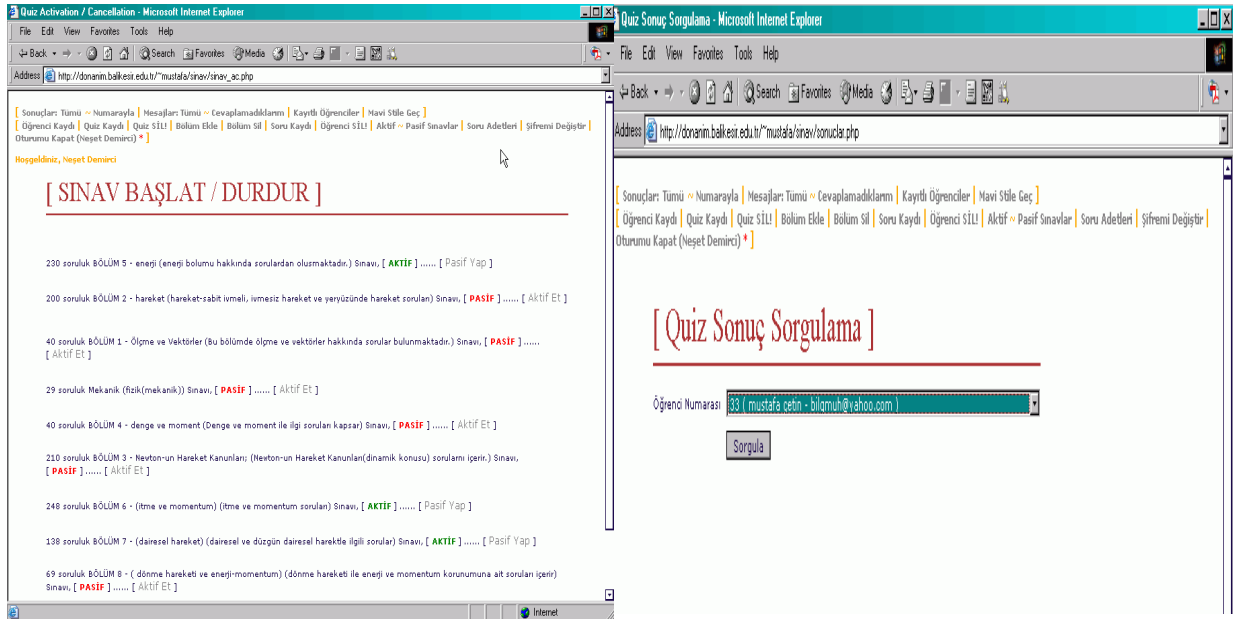 Quiz Activation / Cancellation - Microsoft Internet Explorer
File Edit View Favorites Tools Help
Back Search Favorites Media
Address http://donanim.balikesir.edu.tr/~mustafa/sinav/sinav_ac.php
[ Sonuçlar: Tümü ~ Numarayla | Mesajlar: Tümü ~ Cevaplamadıklarım | Kayıtlı Öğrenciler | Mavi Stile Geç ]
[ Öğrenci Kaydı | Quiz Kaydı | Quiz SİL! | Bölüm Ekle | Bölüm Sil | Soru Kaydı | Öğrenci SİL! | Aktif ~ Pasif Sınavlar | Soru Adetleri | Şifremi Değiştir |
Oturumu Kapat (Neşet Demirci) * ]
Hoşgeldiniz, Neşet Demirci
[ SINAV BAŞLAT / DURDUR ]
230 soruluk BÖLÜM 5 - enerji (enerji bolumu hakkında sorulardan olusmaktadır.) Sınavı, [ AKTİF ] ...... [ Pasif Yap ]
200 soruluk BÖLÜM 2 - hareket (hareket-sabit ivmeli, ivmesiz hareket ve yeryüzünde hareket soruları) Sınavı, [ PASİF ] ...... [ Aktif Et ]
40 soruluk BÖLÜM 1 - Ölçme ve Vektörler (Bu bölümde ölçme ve vektörler hakkında sorular bulunmaktadır.) Sınavı, [ PASİF ] ......
[ Aktif Et ]
29 soruluk Mekanik (fizik(mekanik)) Sınavı, [ PASİF ] ...... [ Aktif Et ]
40 soruluk BÖLÜM 4 - denge ve moment (Denge ve moment ile ilgi soruları kapsar) Sınavı, [ PASİF ] ...... [ Aktif Et ]
210 soruluk BÖLÜM 3 - Newton-un Hareket Kanunları; (Newton-un Hareket Kanunları(dinamik konusu) sorularnı içerir.) Sınavı,
[ PASİF ] ...... [ Aktif Et ]
248 soruluk BÖLÜM 6 - (itme ve momentum) (itme ve momentum soruları) Sınavı, [ AKTİF ] ...... [ Pasif Yap ]
138 soruluk BÖLÜM 7 - (dairesel hareket) (dairesel ve düzgün dairesel harektle ilgili sorular) Sınavı, [ AKTİF ] ...... [ Pasif Yap ]
69 soruluk BÖLÜM 8 - ( dönme hareketi ve enerji-momentum) (dönme hareketi ile enerji ve momentum korunumuna ait soruları içerir)
Sınavı, [ PASİF ] ...... [ Aktif Et ]
Internet
Quiz Sonuç Sorgulama - Microsoft Internet Explorer
File Edit View Favorites Tools Help
Back Search Favorites Media
Address http://donanim.balikesir.edu.tr/~mustafa/sinav/sonuclar.php
[ Sonuçlar: Tümü ~ Numarayla | Mesajlar: Tümü ~ Cevaplamadıklarım | Kayıtlı Öğrenciler | Mavi Stile Geç ]
[ Öğrenci Kaydı | Quiz Kaydı | Quiz SİL! | Bölüm Ekle | Bölüm Sil | Soru Kaydı | Öğrenci SİL! | Aktif ~ Pasif Sınavlar | Soru Adetleri | Şifremi Değiştir |
Oturumu Kapat (Neşet Demirci) * ]
[ Quiz Sonuç Sorgulama ]
Öğrenci Numarası 33 ( mustafa çetin - bilgmuh@yahoo.com )
Sorgula